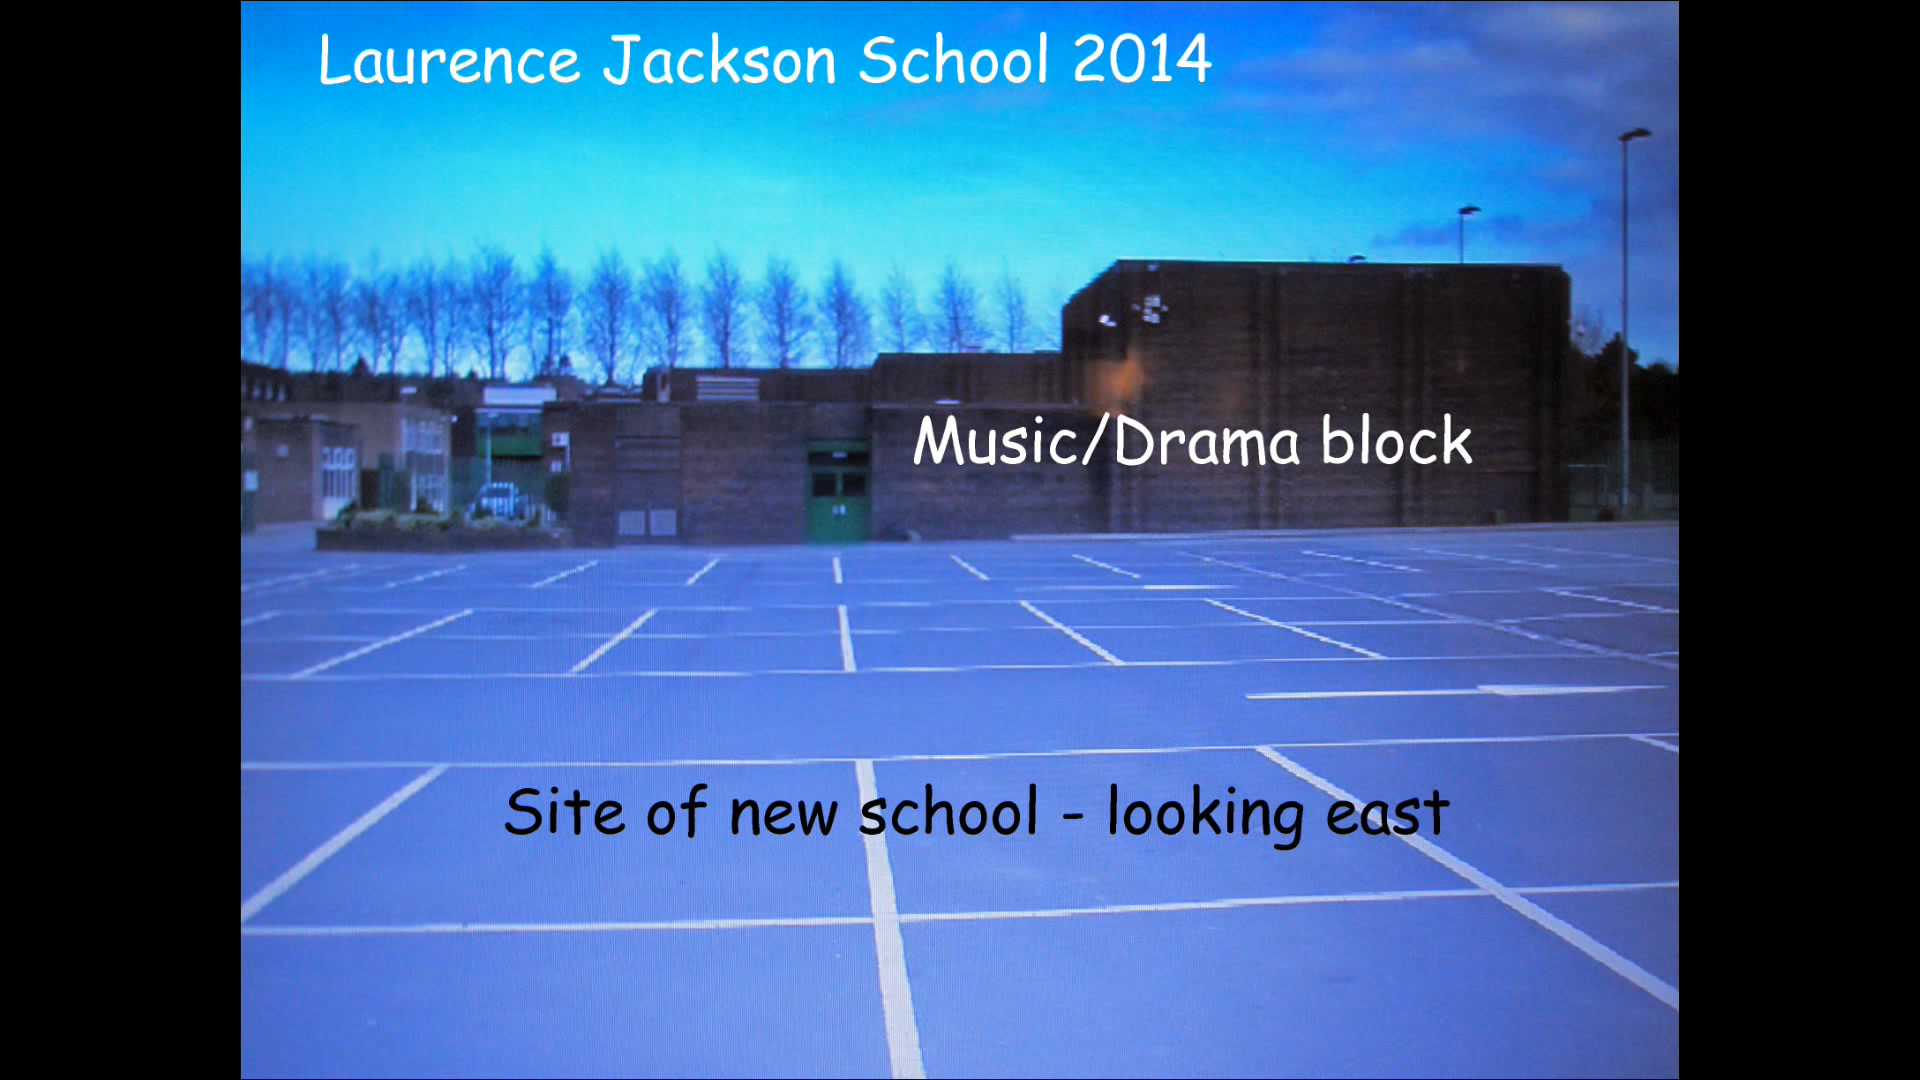 Laurence Jackson School 2014
Music/Drama block
Site of new school - looking east